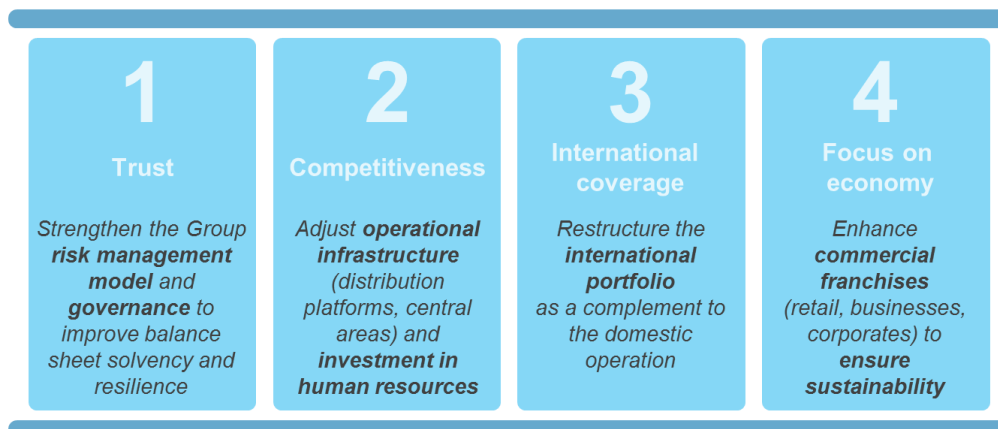 1
Trust
Strengthen the Group
risk management
model and
governance to
improve balance
sheet solvency and
resilience
2
Competitiveness
Adjust operational
infrastructure
(distribution
platforms, central
areas) and
investment in
human resources
3
International
coverage
Restructure the
international
portfolio
as a complement to
the domestic
operation
4
Focus on
economy
Enhance
commercial
franchises
(retail, businesses,
corporates) to
ensure
sustainability